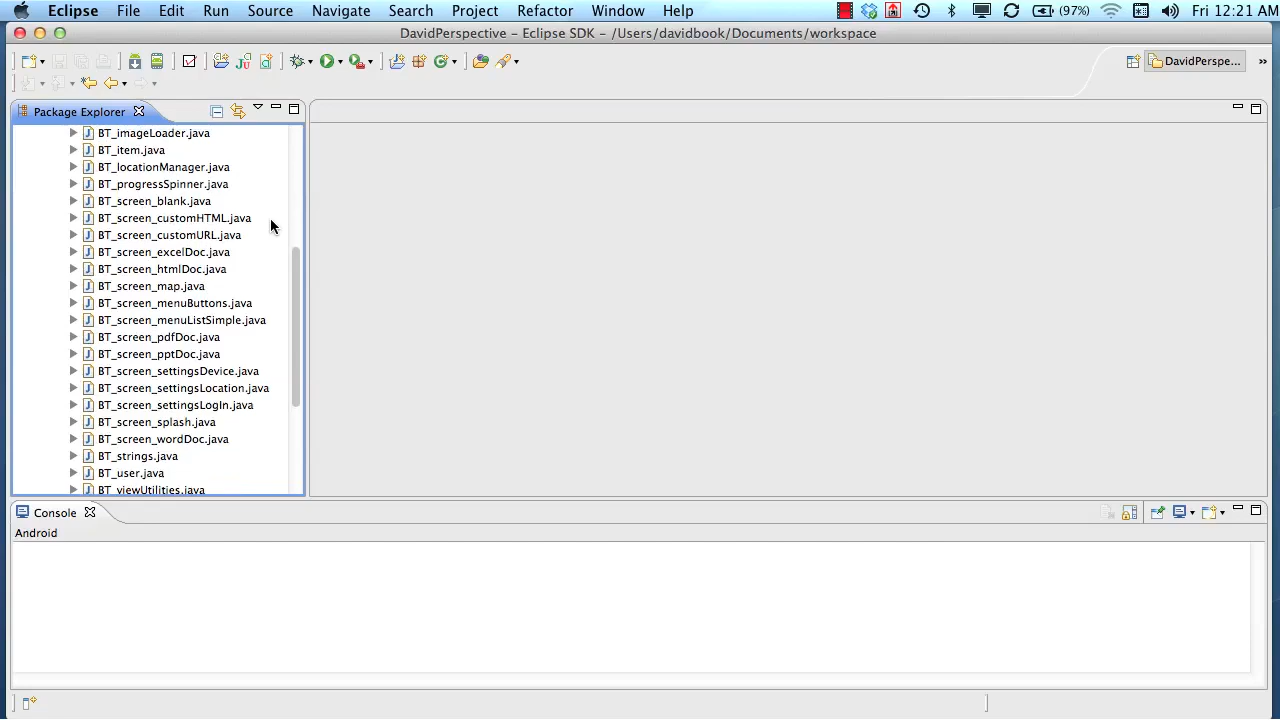 Eclipse File Edit Run Source Navigate Search Project Refactor Window Help (97%) Fri 12:21 AM
DavidPerspective - Eclipse SDK - /Users/davidbook/Documents/workspace
DavidPerspe... »
Package Explorer
BT_imageLoader.java
BT_item.java
BT_locationManager.java
BT_progressSpinner.java
BT_screen_blank.java
BT_screen_customHTML.java
BT_screen_customURL.java
BT_screen_excelDoc.java
BT_screen_htmlDoc.java
BT_screen_map.java
BT_screen_menuButtons.java
BT_screen_menuListSimple.java
BT_screen_pdfDoc.java
BT_screen_pptDoc.java
BT_screen_settingsDevice.java
BT_screen_settingsLocation.java
BT_screen_settingsLogIn.java
BT_screen_splash.java
BT_screen_wordDoc.java
BT_strings.java
BT_user.java
BT_viewUtilities.java
Console
Android